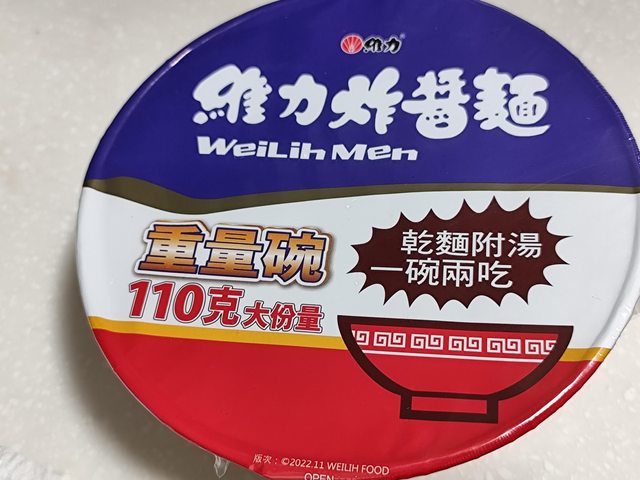 維力®
維力炸醬麵
WeiLih Men
重量碗
110克大份量
乾麵附湯
一碗兩吃
版次：©2022.11 WEILIH FOOD
OPEN